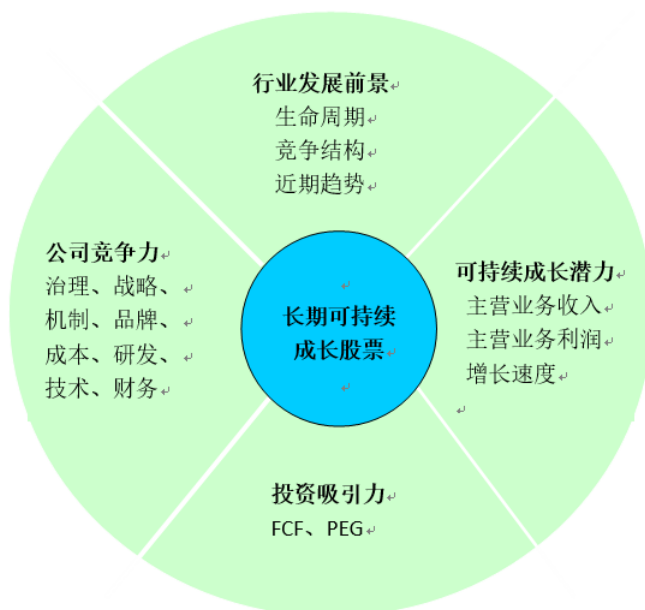 行业发展前景
生命周期
竞争结构
近期趋势
公司竞争力
治理、战略、
机制、品牌、
成本、研发、
技术、财务
长期可持续
成长股票
可持续成长潜力
主营业务收入
主营业务利润
增长速度
投资吸引力
FCF、PEG